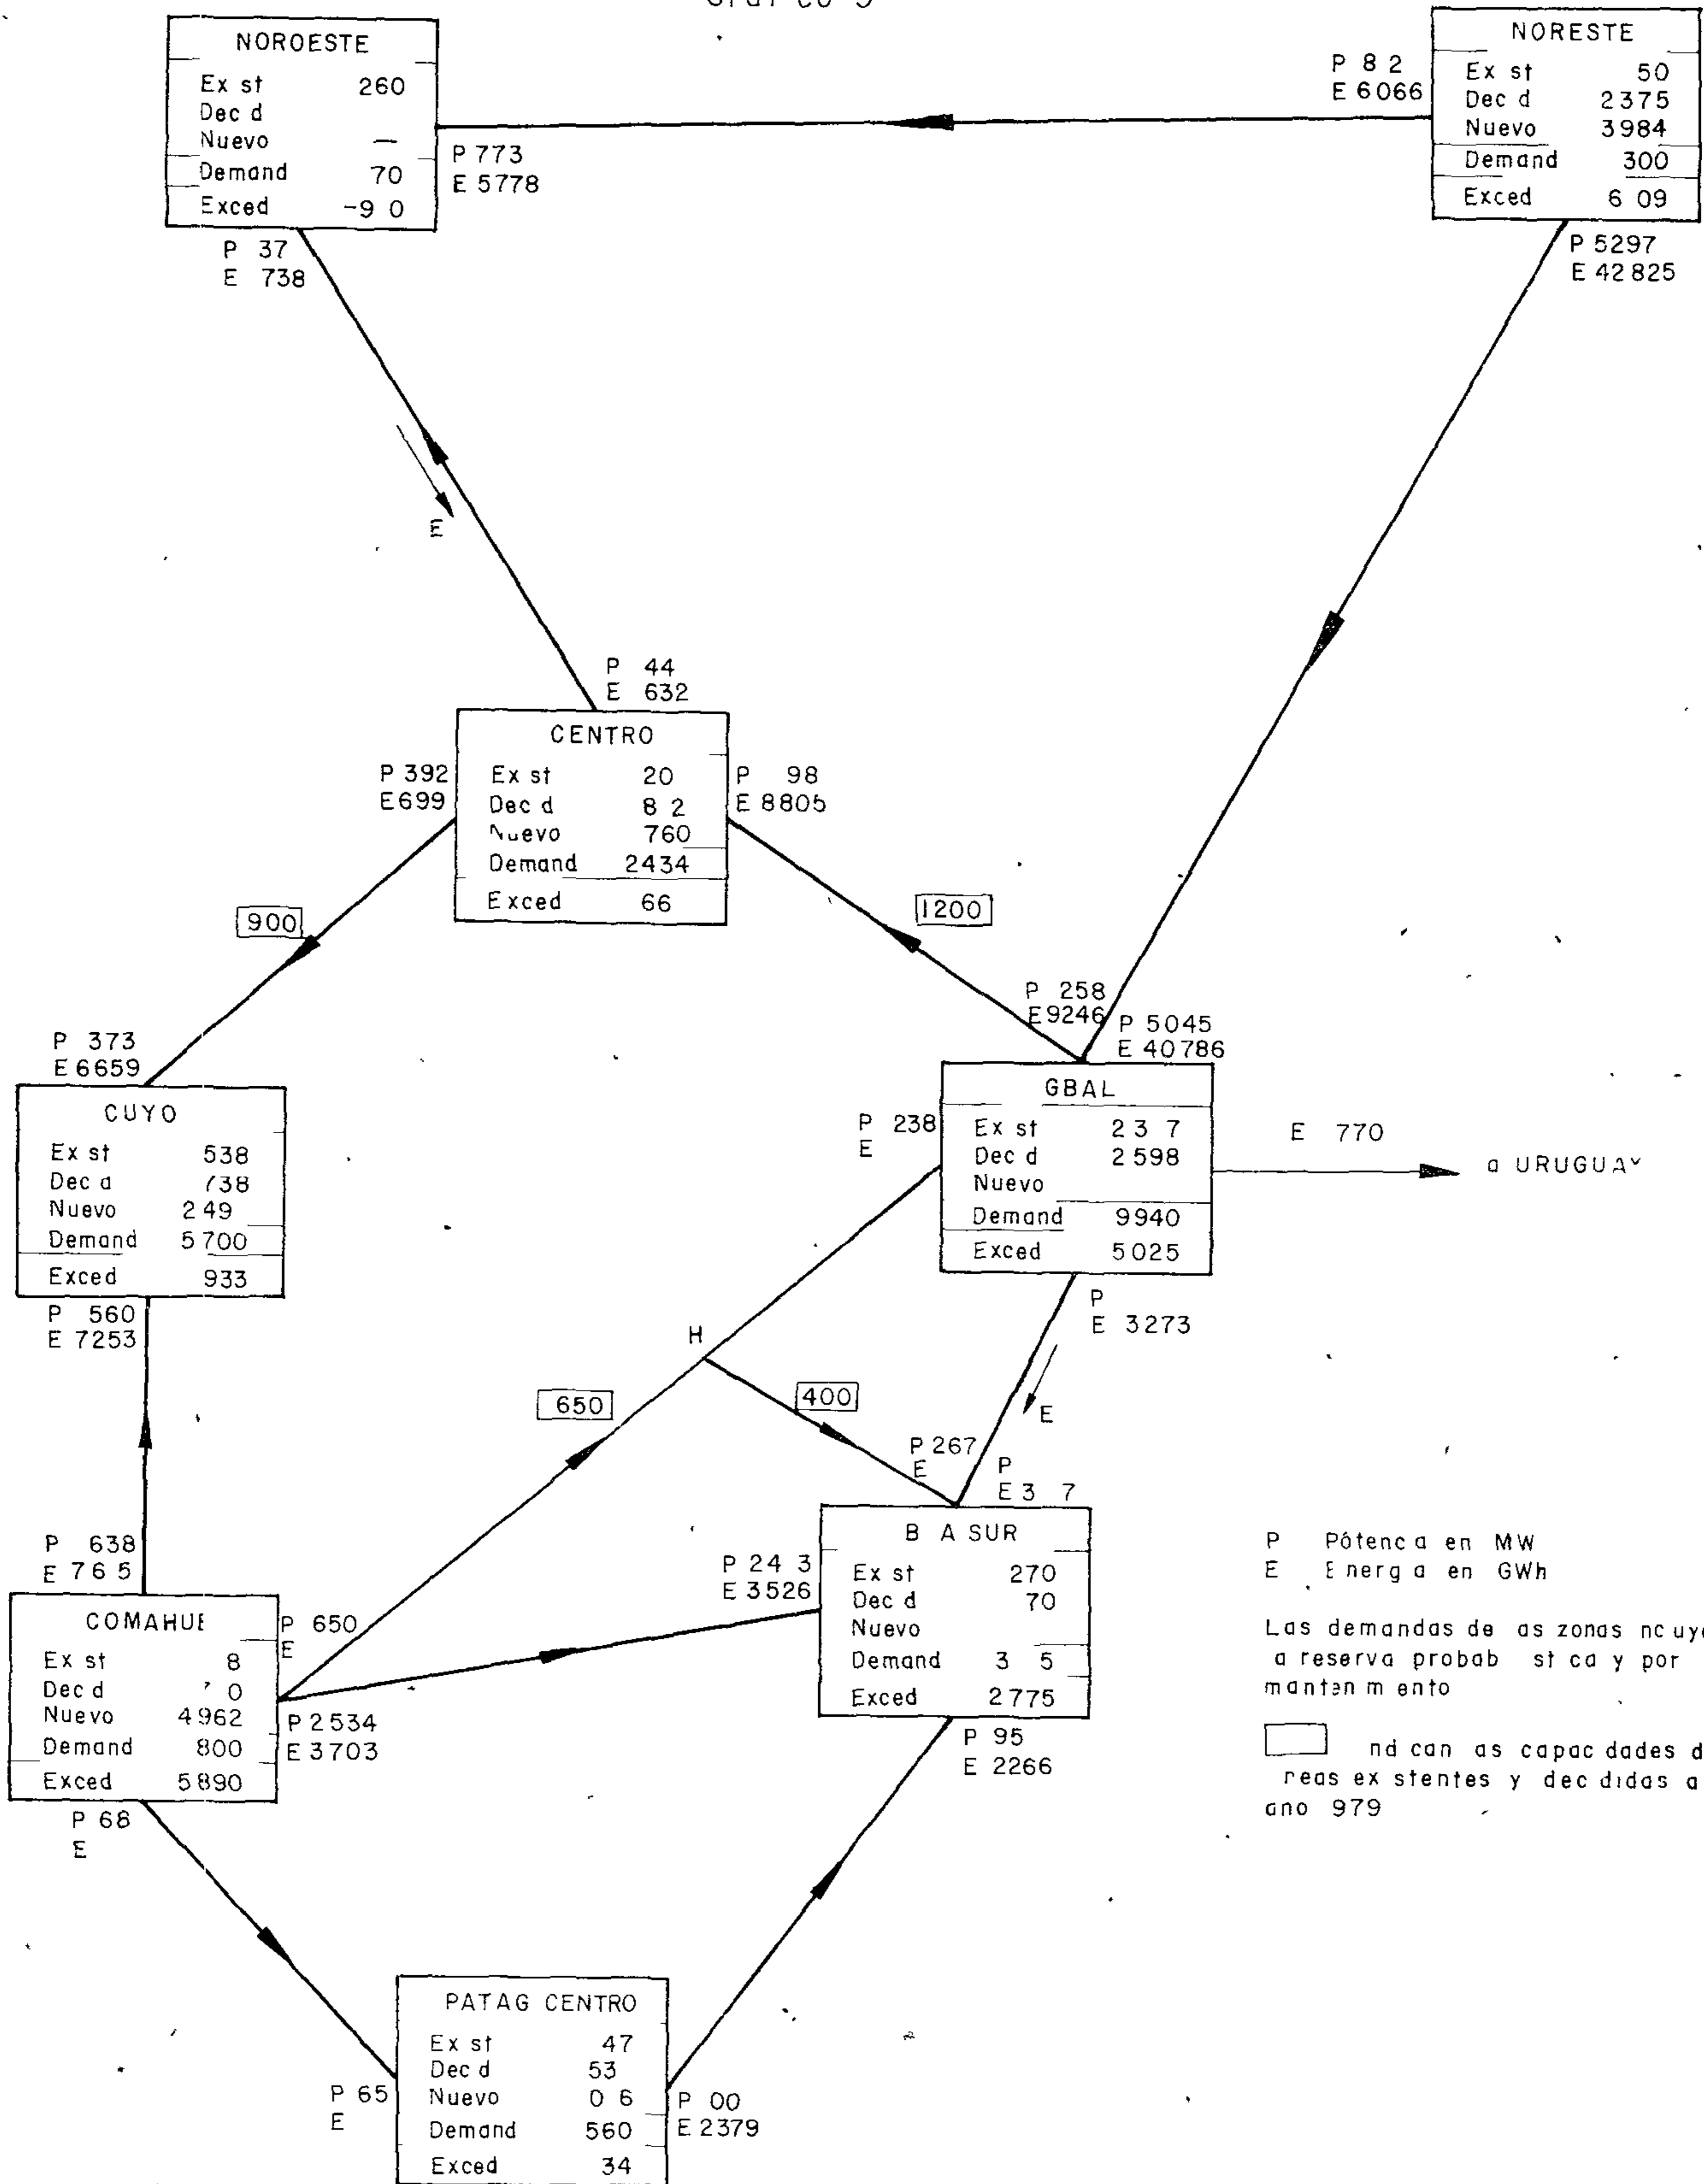 NOROESTE
Ex st 260
Dec d
Nuevo —
Demand 70
Exced -9 0
P 773
E 5778
P 37
E 738
P 8 2
E 6066
NORESTE
Ex st 50
Dec d 2375
Nuevo 3984
Demand 300
Exced 6 09
P 5297
E 42825
E
P 44
E 632
CENTRO
Ex st 20
Dec d 8 2
Nuevo 760
Demand 2434
Exced 66
P 392
E699
P 98
E 8805
900
1200
P 258
E9246
P 5045
E 40786
P 373
E 6659
CUYO
Ex st 538
Dec d 738
Nuevo 2 49
Demand 5700
Exced 933
P 560
E 7253
GBAL
Ex st 2 3 7
Dec d 2598
Nuevo
Demand 9940
Exced 5025
P 238
E
E 770
a URUGUAY
P
E 3273
E
H
650
400
P 267
E
P
E 3 7
P 638
E 76 5
COMAHUE
Ex st 8
Dec d 0
Nuevo 4962
Demand 800
Exced 5890
P 650
E
P 2534
E 3703
P 68
E
B A SUR
Ex st 270
Dec d 70
Nuevo
Demand 3 5
Exced 2775
P 24 3
E 3526
P 95
E 2266
P Potenc a en MW
E Energ a en GWh
Las demandas de as zonas nc uye
a reserva probab st ca y por
manten m ento
nd can as capac dades d
reas ex stentes y dec didas a
ano 979
PATAG CENTRO
Ex st 47
Dec d 53
Nuevo 0 6
Demand 560
Exced 34
P 65
E
P 00
E 2379